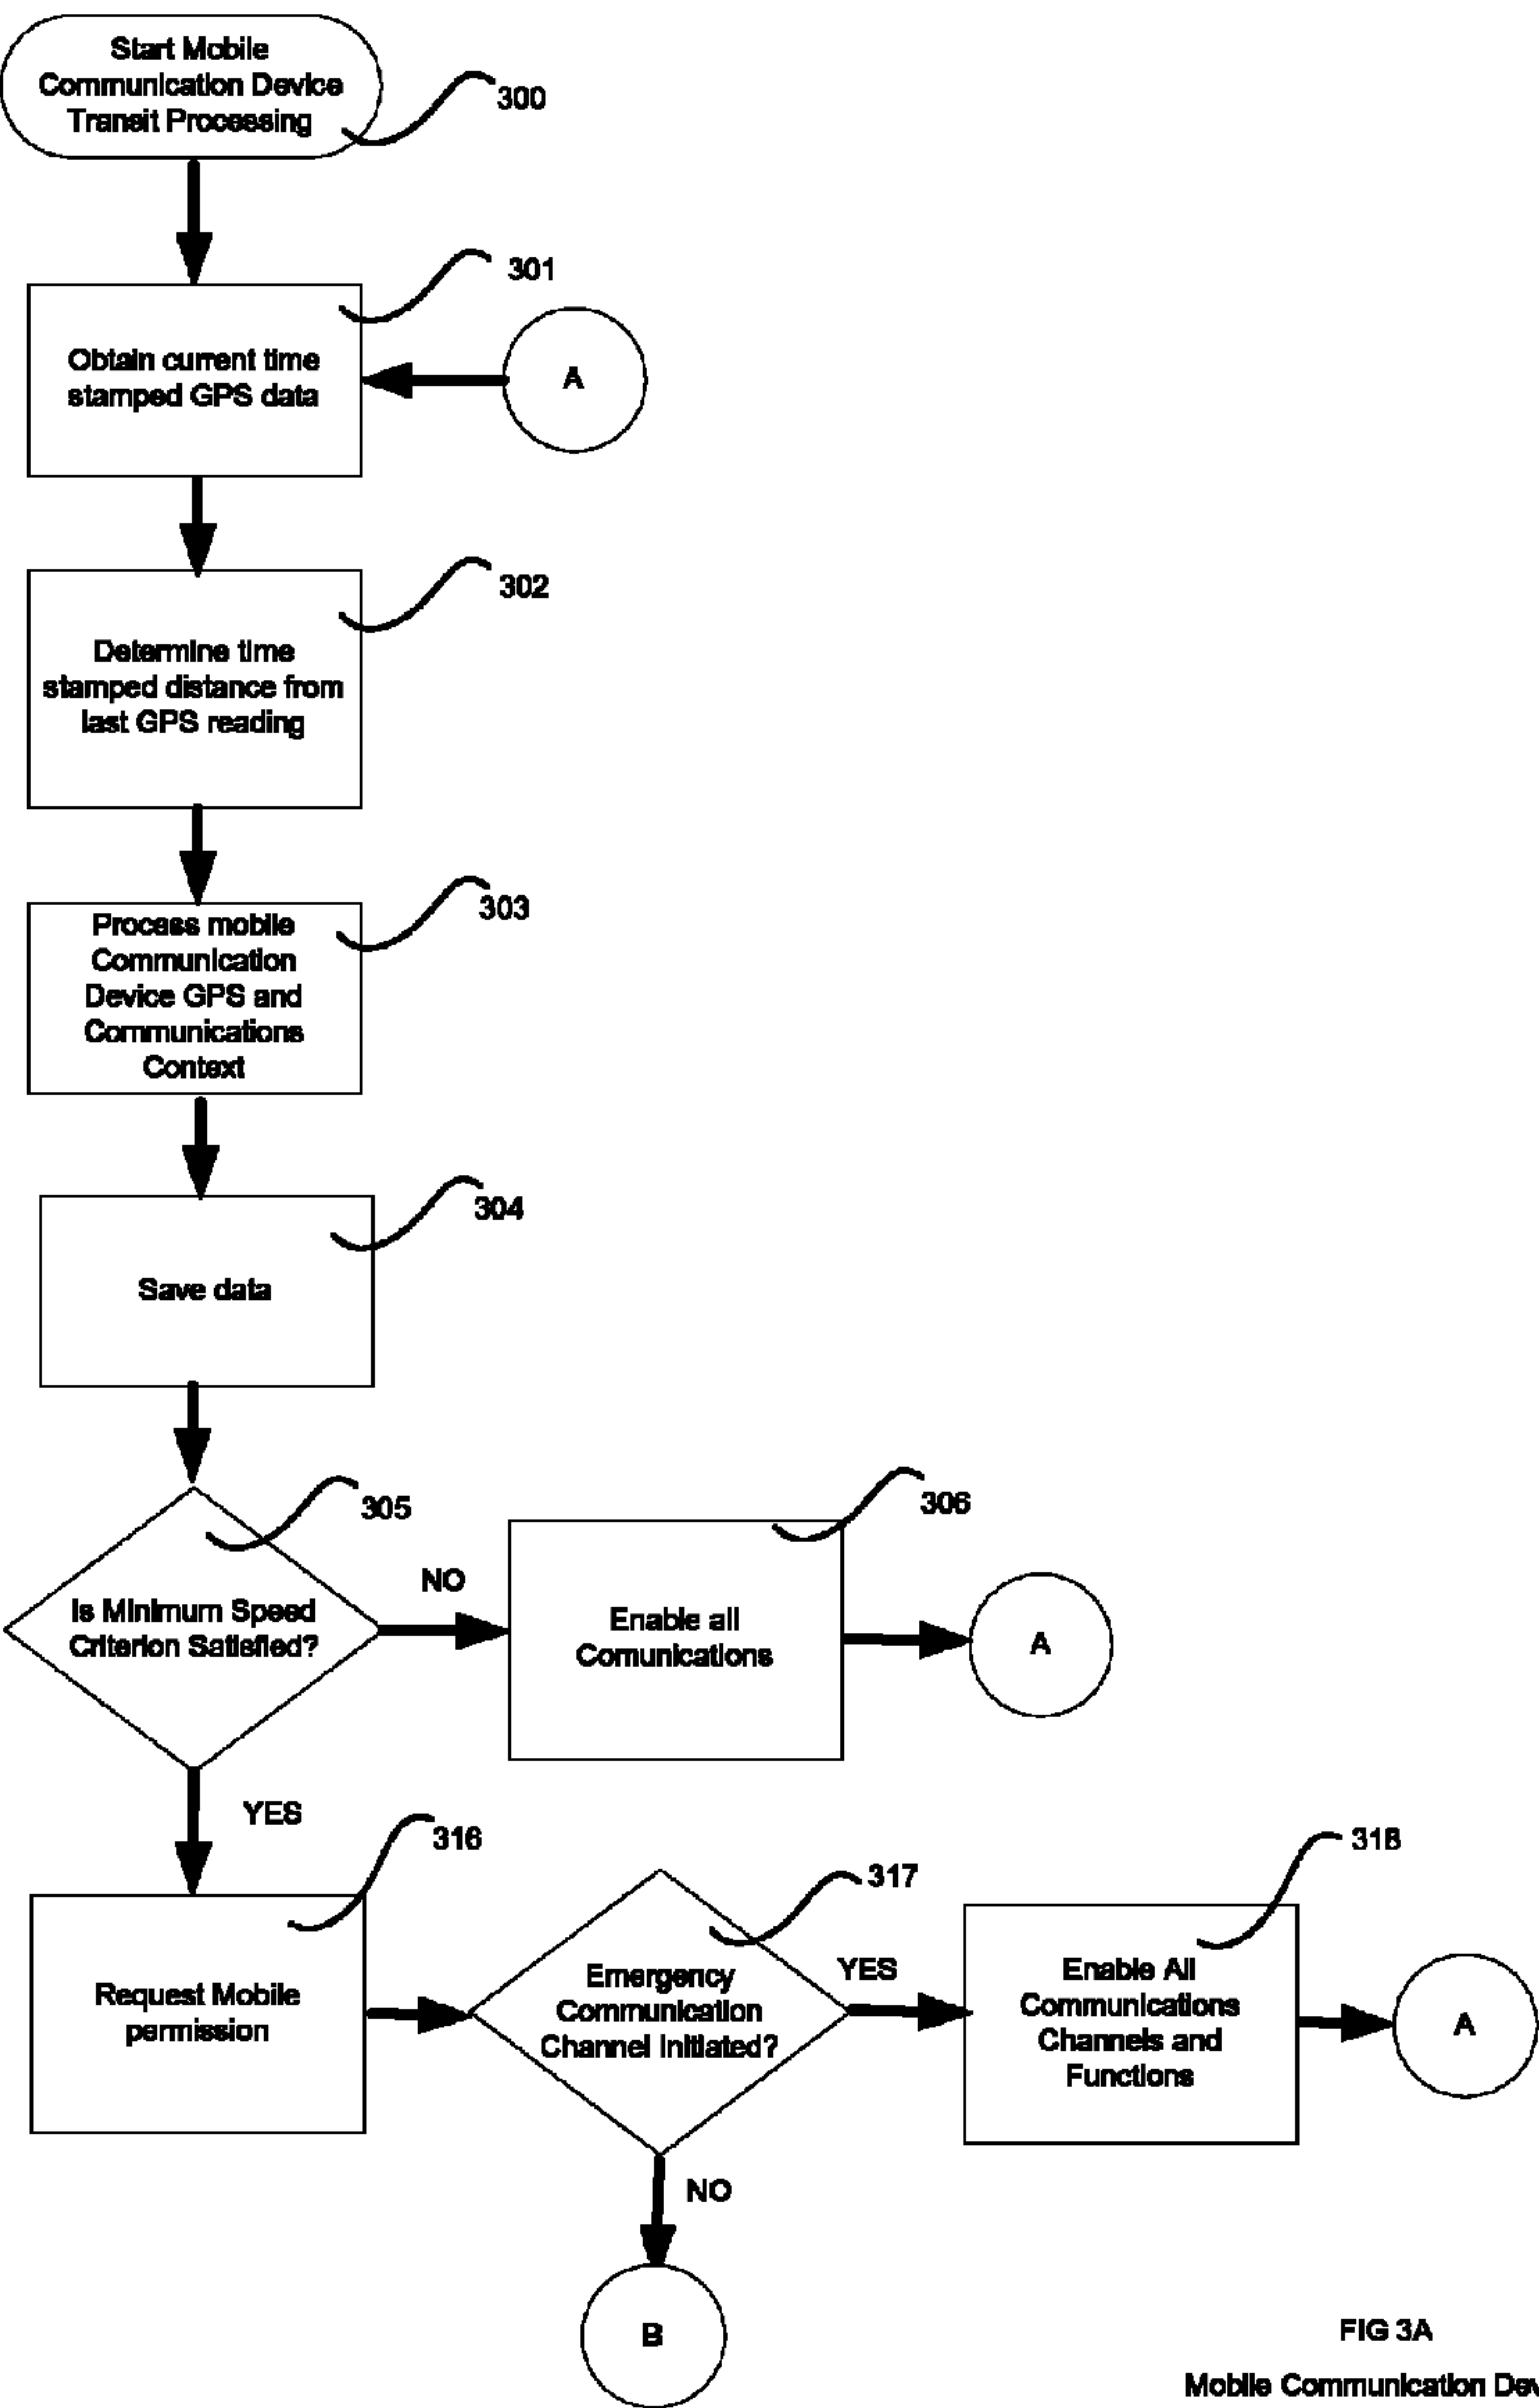 Start Mobile
Communication Device
Transit Processing
300
301
Obtain current time
stamped GPS data
A
302
Determine time
stamped distance from
last GPS reading
303
Process mobile
Communication
Device GPS and
Communications
Context
304
Save data
305
Is Minimum Speed
Criterion Satisfied?
NO
306
Enable all
Comunications
A
YES
316
Request Mobile
permission
317
Emergency
Communication
Channel Initiated?
YES
318
Enable All
Communications
Channels and
Functions
A
NO
B
FIG 3A
Mobile Communication Dev